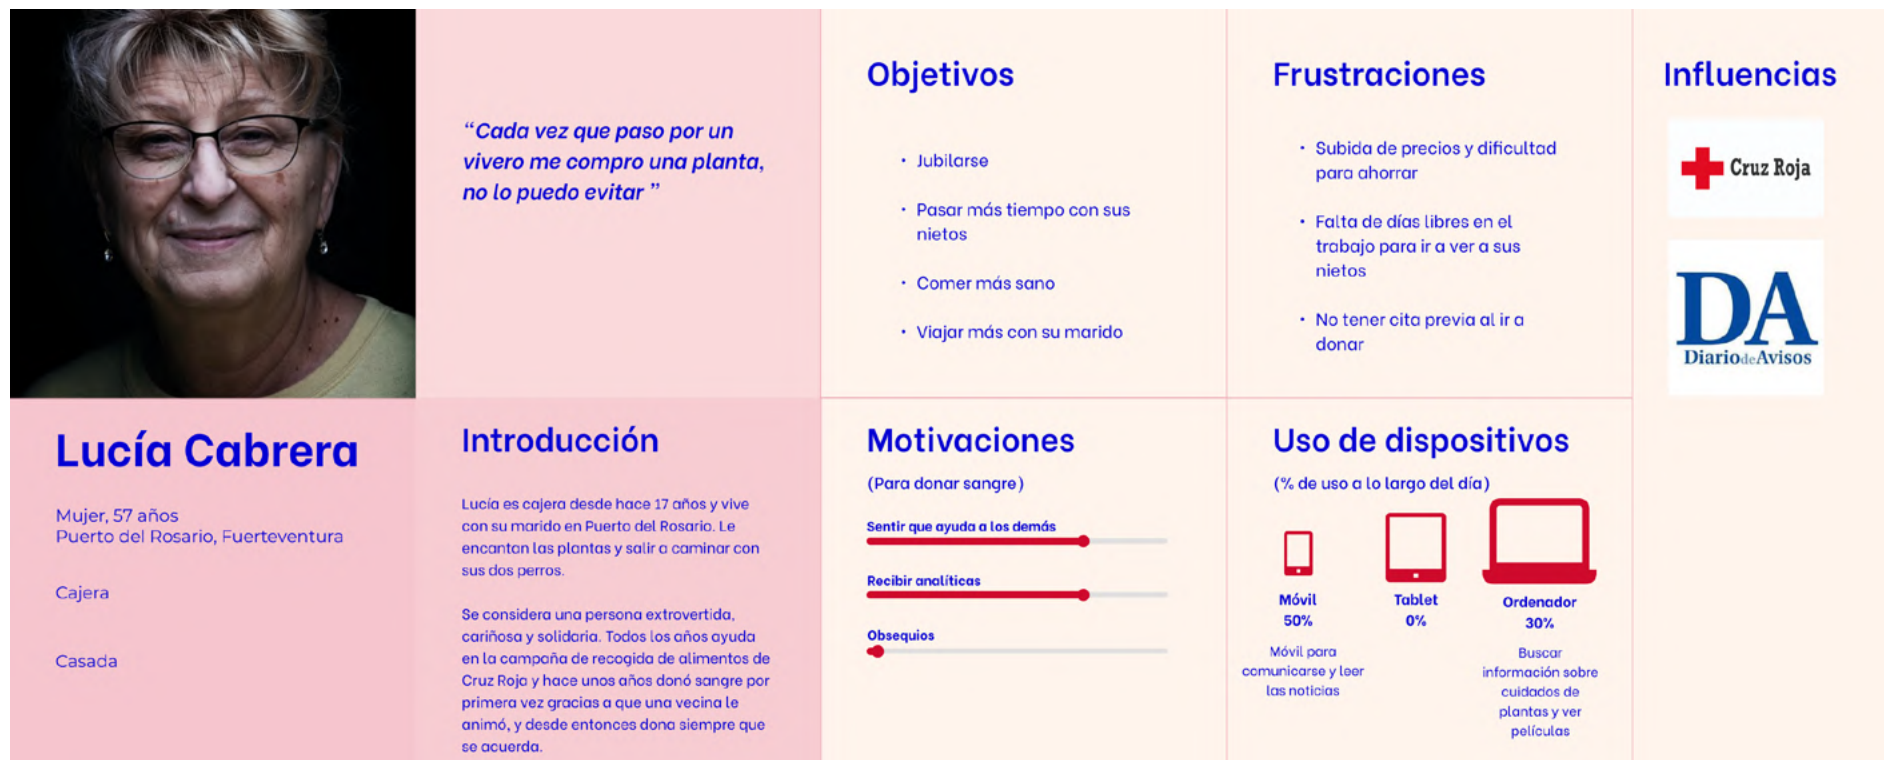 “Cada vez que paso por un
vivero me compro una planta,
no lo puedo evitar ”
Objetivos
• Jubilarse
• Pasar más tiempo con sus
nietos
• Comer más sano
• Viajar más con su marido
Frustraciones
• Subida de precios y dificultad
para ahorrar
• Falta de días libres en el
trabajo para ir a ver a sus
nietos
• No tener cita previa al ir a
donar
Influencias
Cruz Roja
DA
DiariodeAvisos
Lucía Cabrera
Mujer, 57 años
Puerto del Rosario, Fuerteventura
Cajera
Casada
Introducción
Lucía es cajera desde hace 17 años y vive
con su marido en Puerto del Rosario. Le
encantan las plantas y salir a caminar con
sus dos perros.
Se considera una persona extrovertida,
cariñosa y solidaria. Todos los años ayuda
en la campaña de recogida de alimentos de
Cruz Roja y hace unos años donó sangre por
primera vez gracias a que una vecina le
animó, y desde entonces dona siempre que
se acuerda.
Motivaciones
(Para donar sangre)
Sentir que ayuda a los demás
Recibir analíticas
Obsequios
Uso de dispositivos
(% de uso a lo largo del día)
Móvil
50%
Móvil para
comunicarse y leer
las noticias
Tablet
0%
Ordenador
30%
Buscar
información sobre
cuidados de
plantas y ver
películas